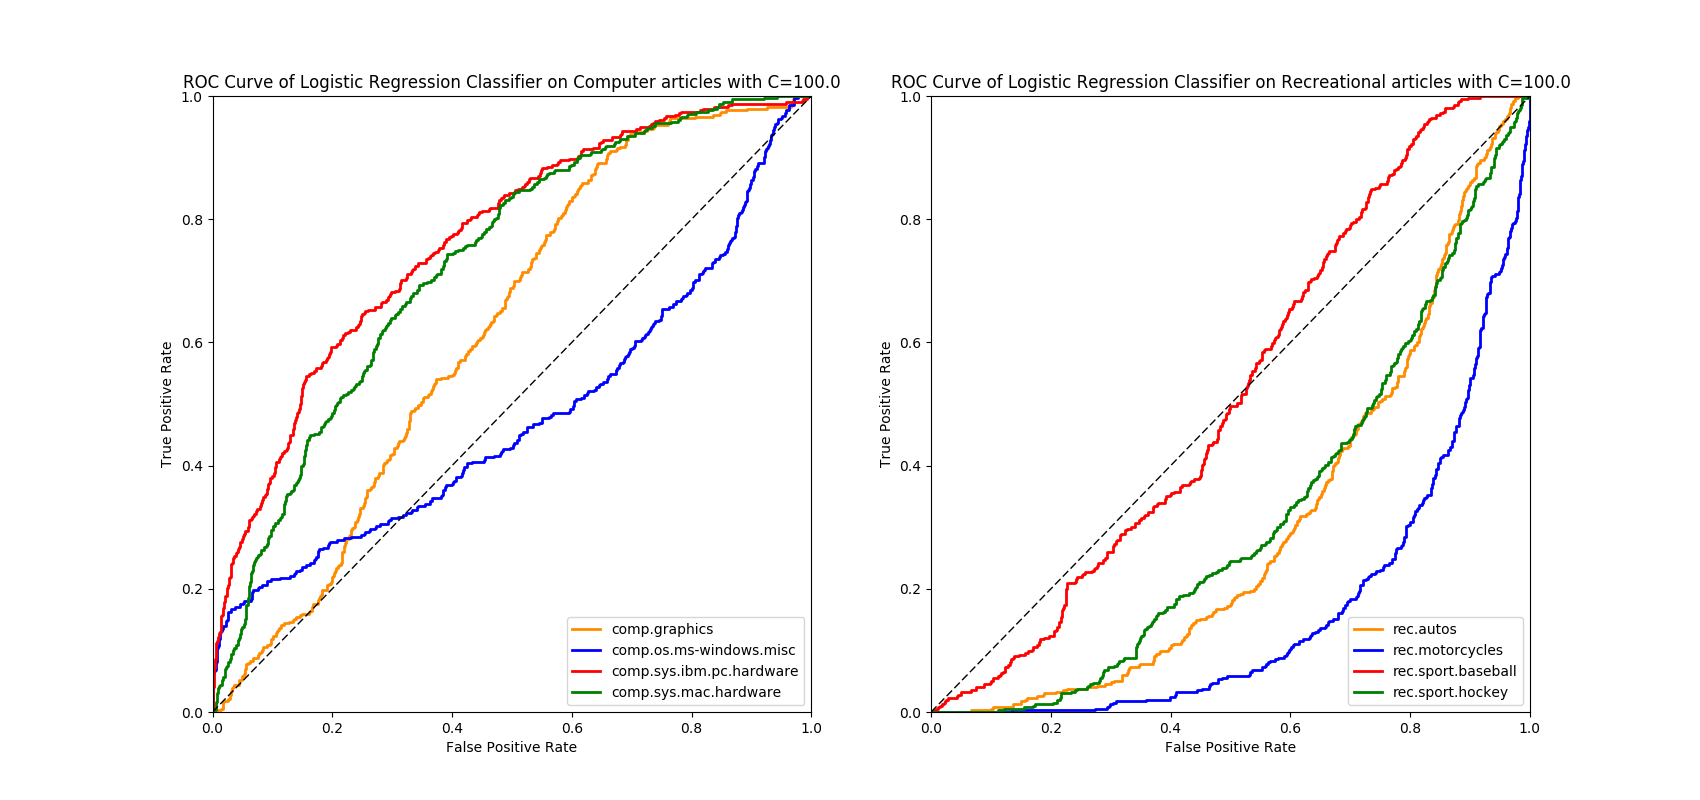 ROC Curve of Logistic Regression Classifier on Computer articles with C=100.0
1.0
0.8
0.6
0.4
0.2
0.0
True Positive Rate
0.0 0.2 0.4 0.6 0.8 1.0
False Positive Rate
comp.graphics
comp.os.ms-windows.misc
comp.sys.ibm.pc.hardware
comp.sys.mac.hardware
ROC Curve of Logistic Regression Classifier on Recreational articles with C=100.0
1.0
0.8
0.6
0.4
0.2
0.0
True Positive Rate
0.0 0.2 0.4 0.6 0.8 1.0
False Positive Rate
rec.autos
rec.motorcycles
rec.sport.baseball
rec.sport.hockey